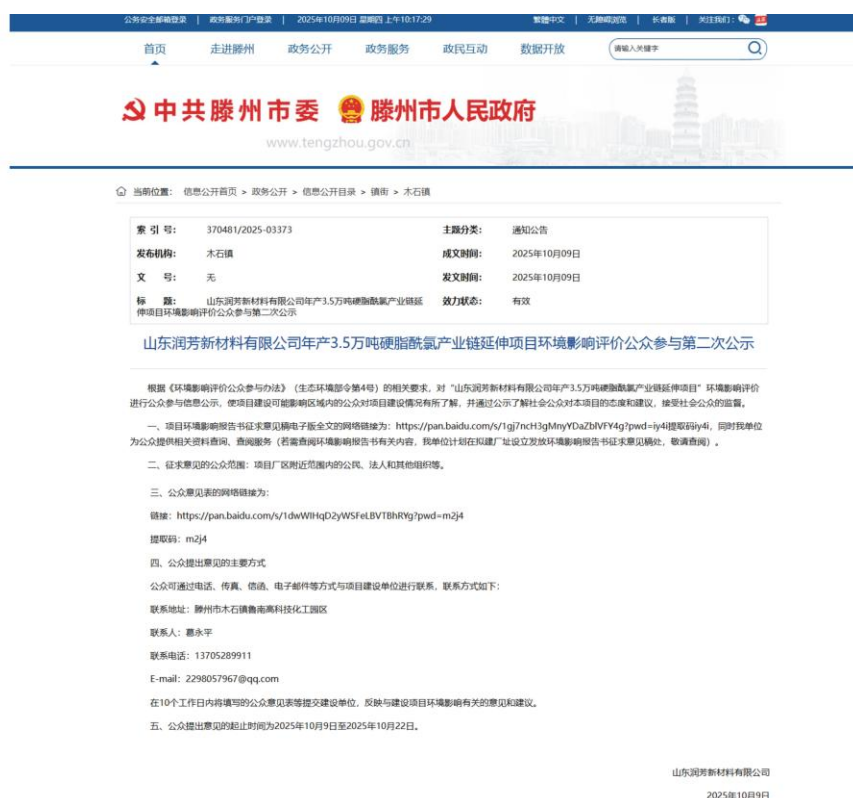 公务安全邮箱登录 | 政务服务门户登录 | 2025年10月09日 星期四 上午10:17:29 繁體中文 | 无障碍浏览 | 长者版 | 关注我们:
首页 走进滕州 政务公开 政务服务 政民互动 数据开放 请输入关键字
中共滕州市委 滕州市人民政府
www.tengzhou.gov.cn
当前位置: 信息公开首页 > 政务公开 > 信息公开目录 > 镇街 > 木石镇
索引号: 370481/2025-03373 主题分类: 通知公告
发布机构: 木石镇 成文时间: 2025年10月09日
文 号: 无 发文时间: 2025年10月09日
标 题: 山东润芳新材料有限公司年产3.5万吨硬脂酰氯产业链延 效力状态: 有效
伸项目环境影响评价公众参与第二次公示
山东润芳新材料有限公司年产3.5万吨硬脂酰氯产业链延伸项目环境影响评价公众参与第二次公示
根据《环境影响评价公众参与办法》(生态环境部令第4号)的相关要求,对“山东润芳新材料有限公司年产3.5万吨硬脂酰氯产业链延伸项目”环境影响评价
进行公众参与信息公示,使项目建设可能影响区域内的公众对项目建设情况有所了解,并通过公示了解社会公众对本项目的态度和建议,接受社会公众的监督。
一、项目环境影响报告书征求意见稿电子版全文的网络链接为:https://pan.baidu.com/s/1gj7ncH3gMnyYDaZblVFY4g?pwd=iy4i提取码iy4i,同时我单位
为公众提供相关资料查询、查阅服务(若需查阅环境影响报告书有关内容,我单位计划在拟建厂址设立发放环境影响报告书征求意见稿处,敬请查阅)。
二、征求意见的公众范围:项目厂区附近范围内的公民、法人和其他组织等。
三、公众意见表的网络链接为:
链接:https://pan.baidu.com/s/1dwWIHqD2yWSFeLBVTBhRYg?pwd=m2j4
提取码:m2j4
四、公众提出意见的主要方式
公众可通过电话、传真、信函、电子邮件等方式与项目建设单位进行联系,联系方式如下:
联系地址:滕州市木石镇鲁南高科技化工园区
联系人:葛永平
联系电话:13705289911
E-mail:2298057967@qq.com
在10个工作日内将填写的公众意见表等提交建设单位,反映与建设项目环境影响有关的意见和建议。
五、公众提出意见的起止时间为2025年10月9日至2025年10月22日。
山东润芳新材料有限公司
2025年10月9日